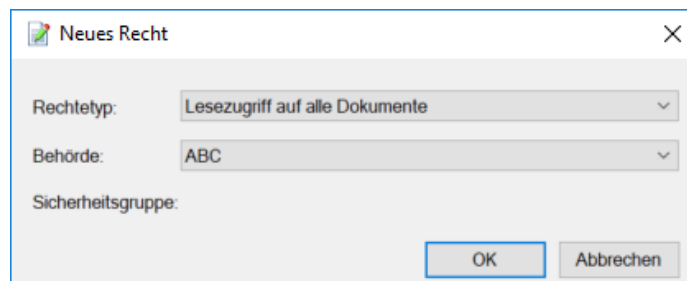 Neues Recht
Rechtetyp: Lesezugriff auf alle Dokumente
Behörde: ABC
Sicherheitsgruppe:
OK Abbrechen